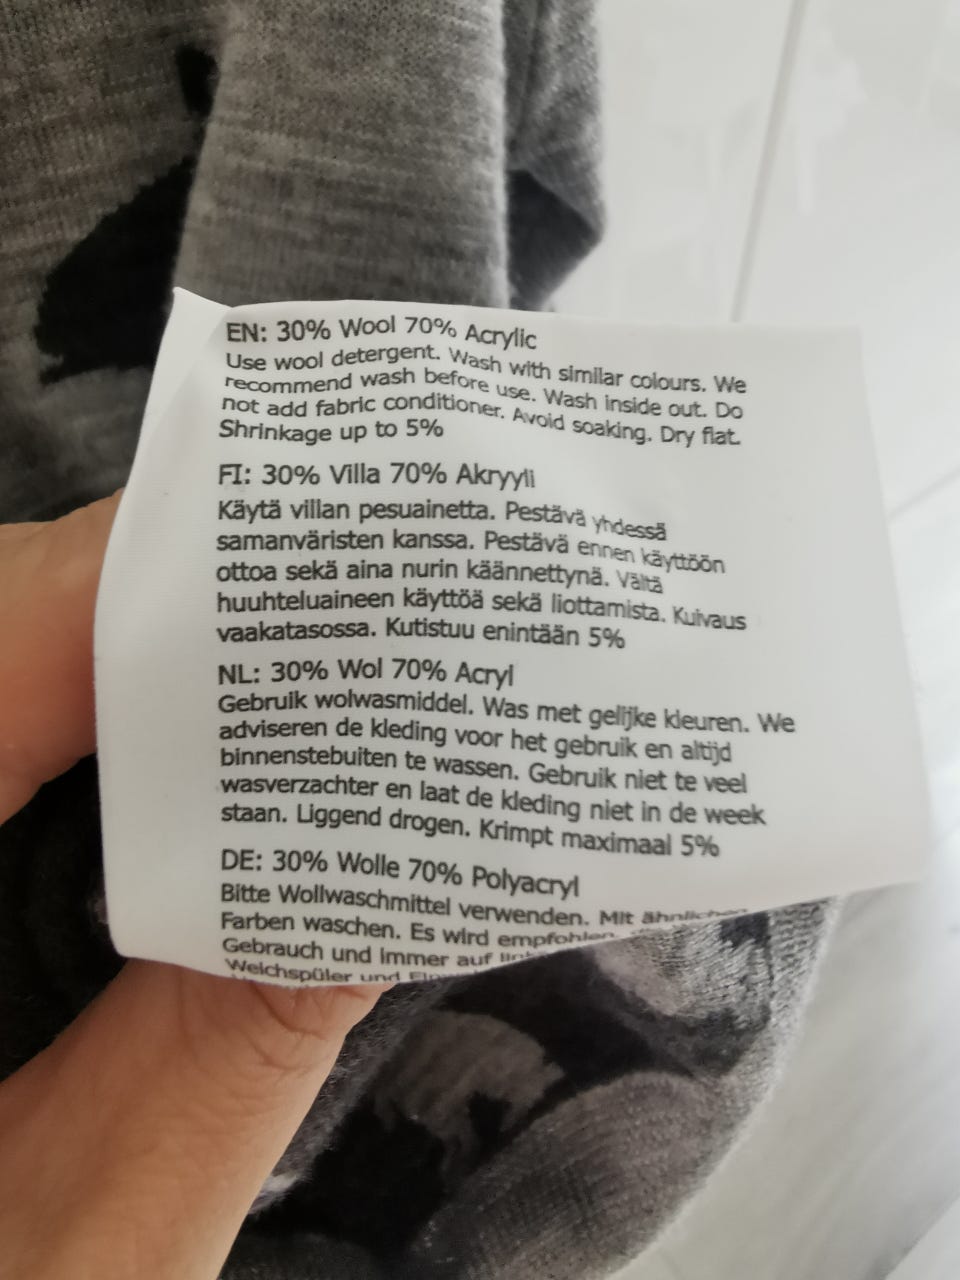 EN: 30% Wool 70% Acrylic
Use wool detergent. Wash with similar colours. We
recommend wash before use. Wash inside out. Do
not add fabric conditioner. Avoid soaking. Dry flat.
Shrinkage up to 5%
FI: 30% Villa 70% Akryyli
Käytä villan pesuainetta. Pestävä yhdessä
samanväristen kanssa. Pestävä ennen käyttöön
ottoa sekä aina nurin käännettynä. Vältä
huuhteluaineen käyttöä sekä liottamista. Kuivaus
vaakatasossa. Kutistuu enintään 5%
NL: 30% Wol 70% Acryl
Gebruik wolwasmiddel. Was met gelijke kleuren. We
adviseren de kleding voor het gebruik en altijd
binnenstebuiten te wassen. Gebruik niet te veel
wasverzachter en laat de kleding niet in de week
staan. Liggend drogen. Krimpt maximaal 5%
DE: 30% Wolle 70% Polyacryl
Bitte Wollwaschmittel verwenden. Mit ähnlichen
Farben waschen. Es wird empfohlen,
Gebrauch und immer auf
Weichspüler und